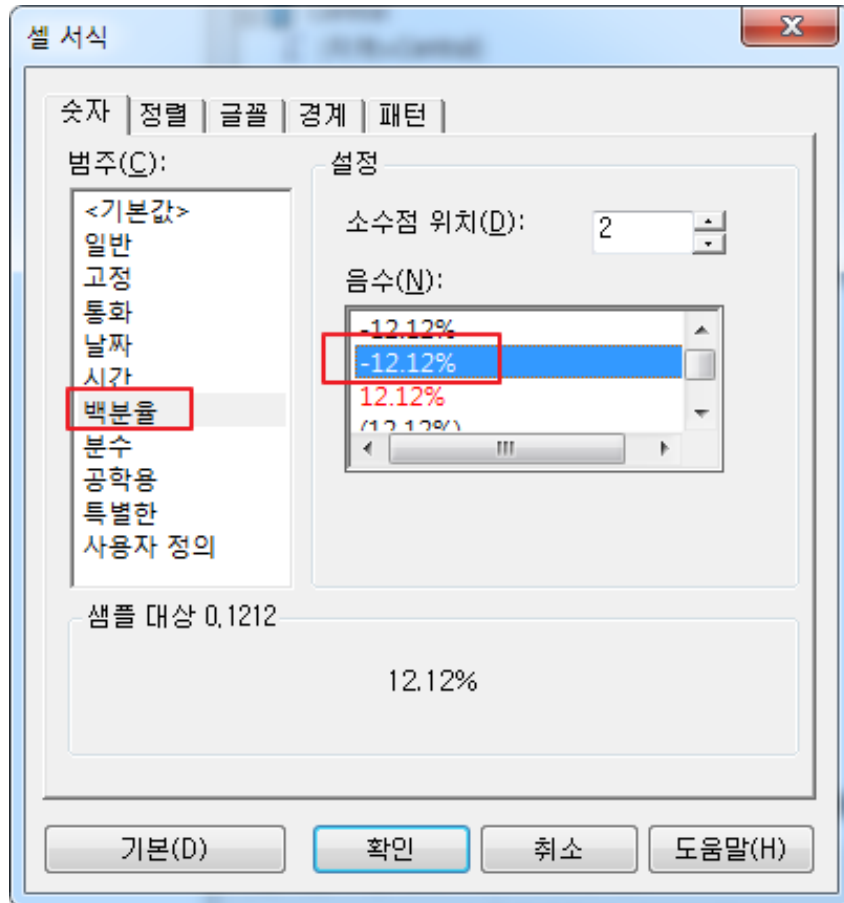 셀 서식
숫자 정렬 글꼴 경계 패턴
범주(C):
<기본값>
일반
고정
통화
날짜
시간
백분율
분수
공학용
특별한
사용자 정의
설정
소수점 위치(D): 2
음수(N):
-12.12%
-12.12%
12.12%
(12.12%)
샘플 대상 0.1212
12.12%
기본(D) 확인 취소 도움말(H)